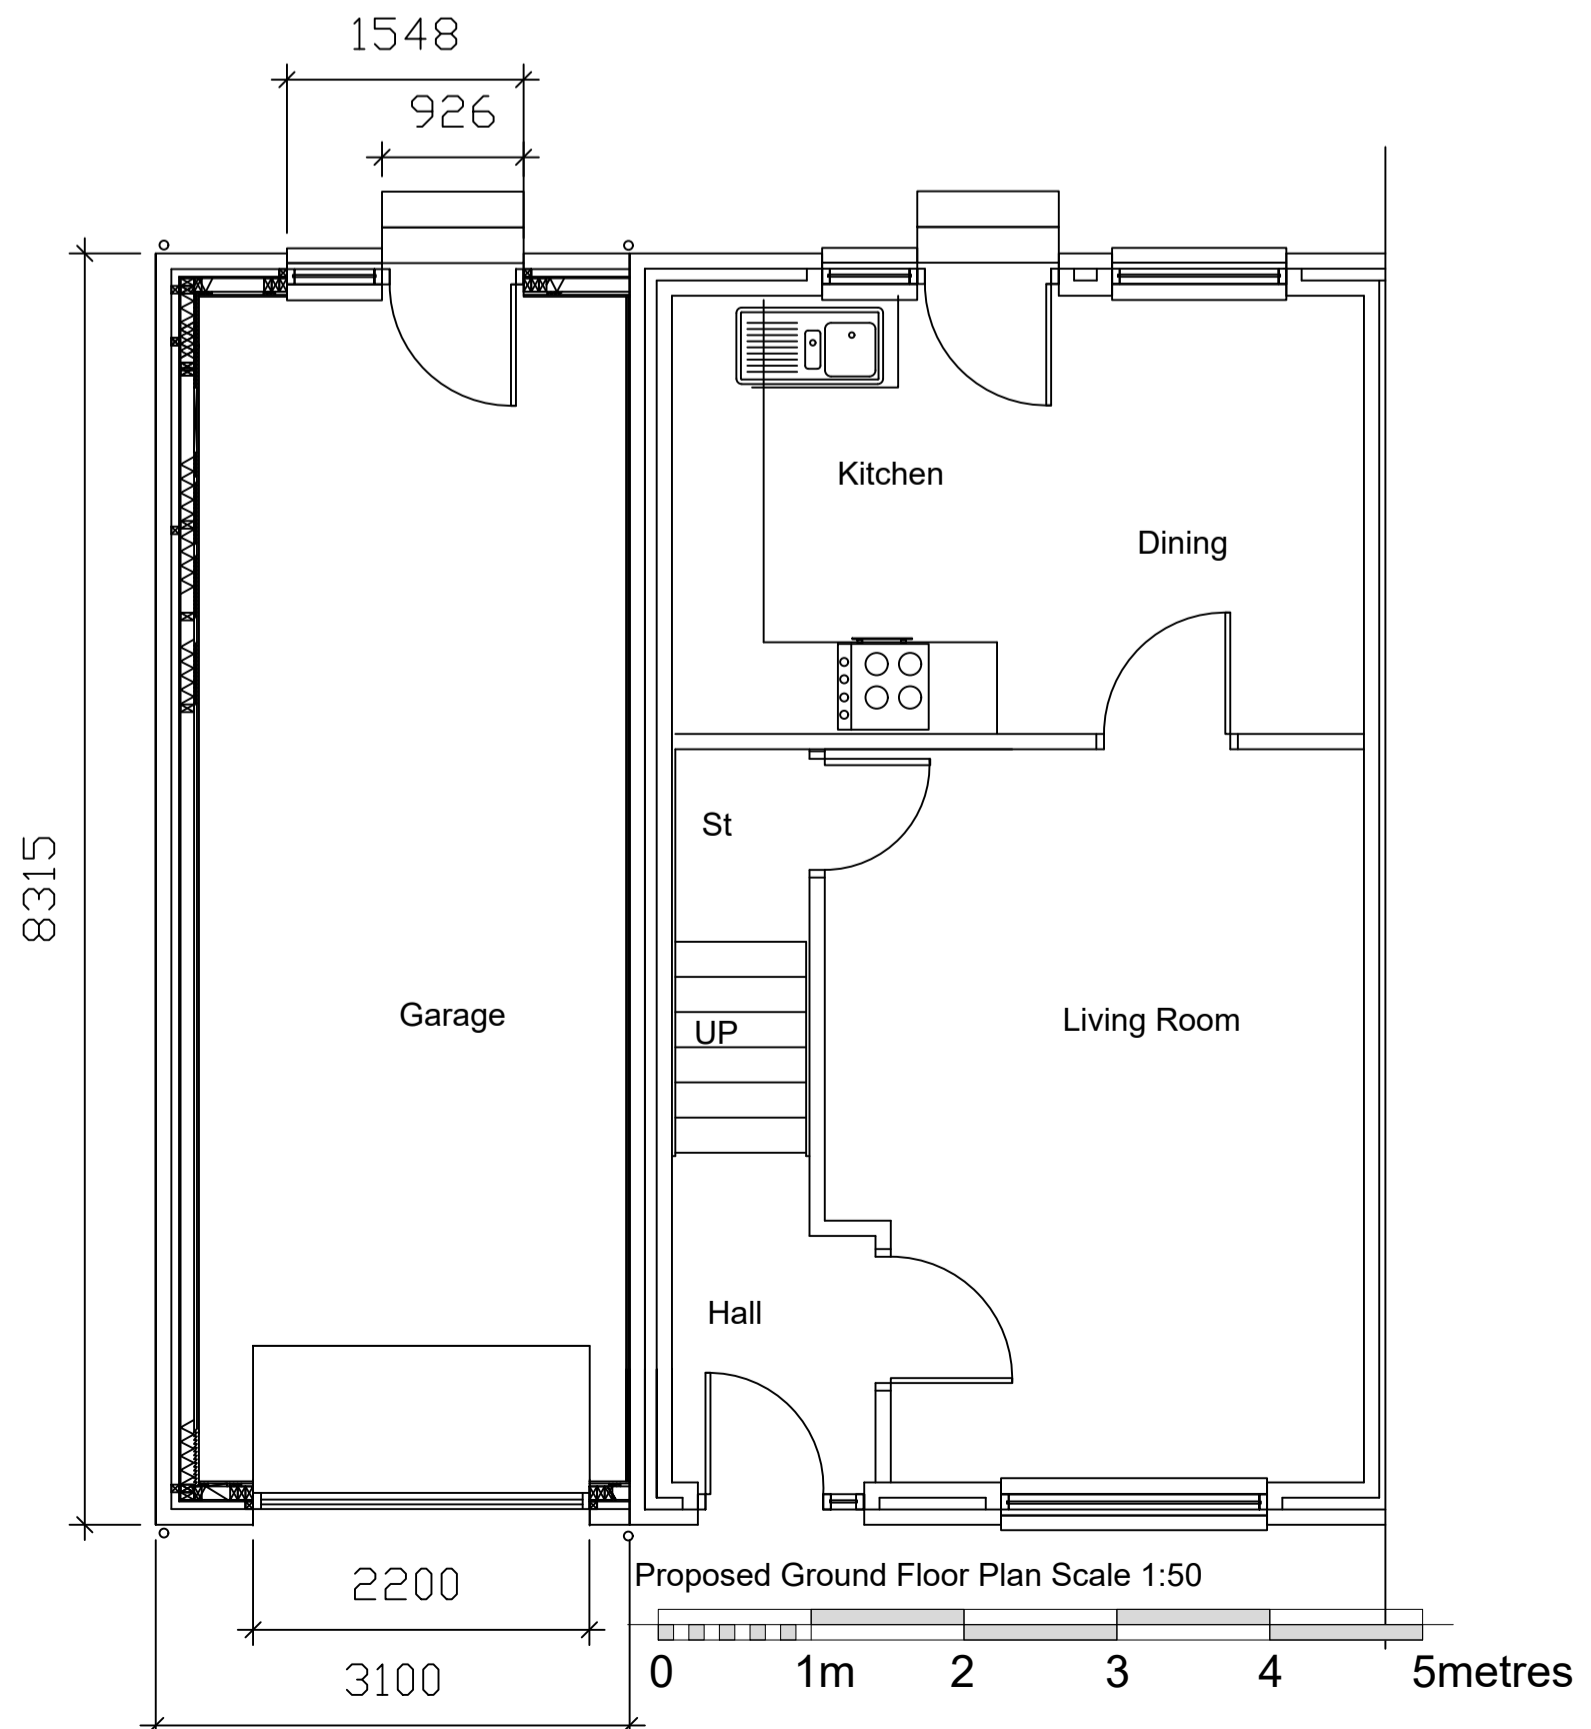 1548
926
Kitchen
Dining
St
8315
Garage
UP
Living Room
Hall
Proposed Ground Floor Plan Scale 1:50
2200
0 1m 2 3 4 5metres
3100